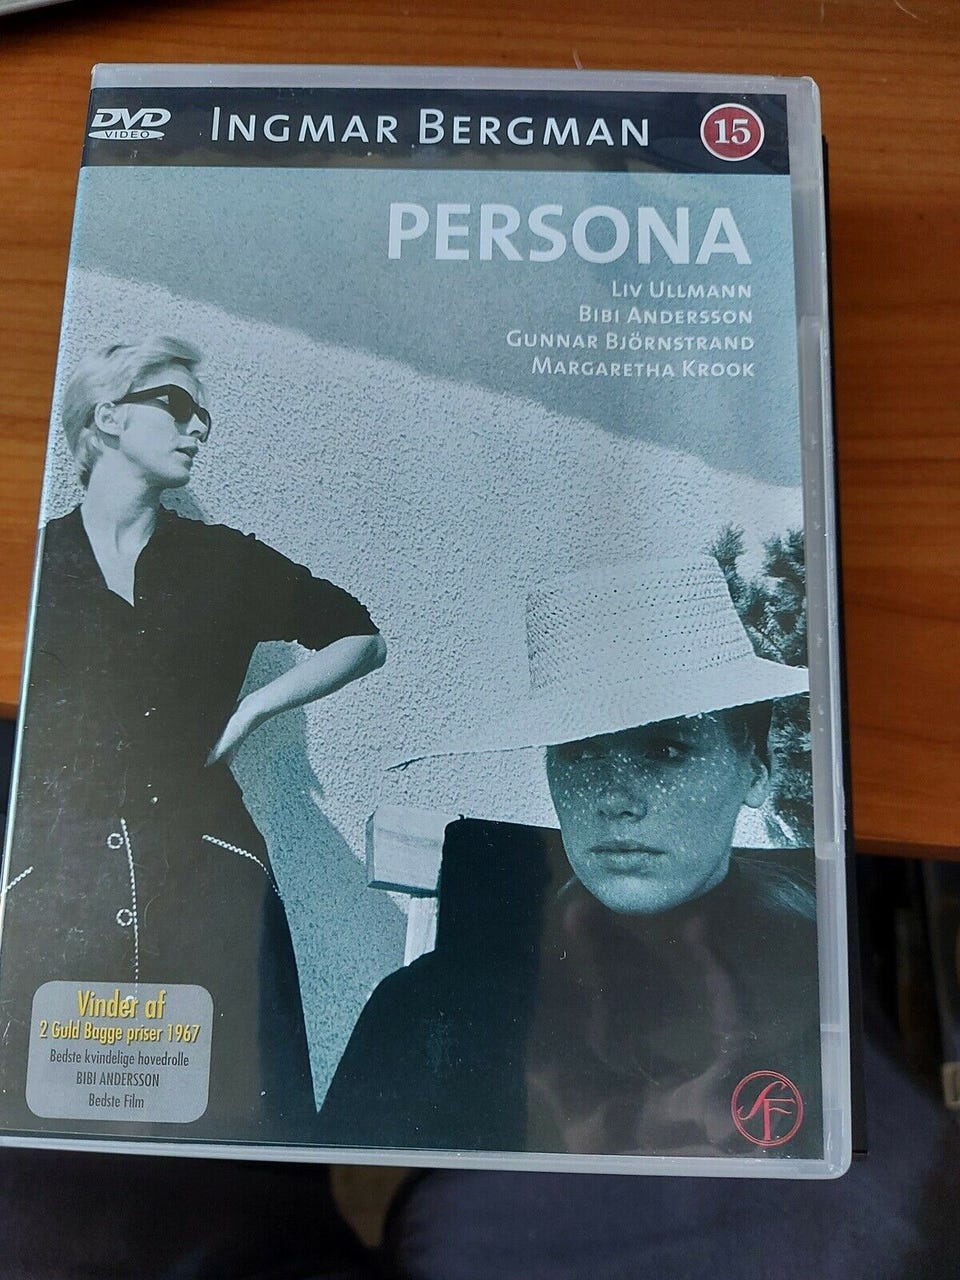 DVD
VIDEO
INGMAR BERGMAN
15
PERSONA
LIV ULLMANN
BIBI ANDERSSON
GUNNAR BJÖRNSTRAND
MARGARETHA KROOK
Vinder af
2 Guld Bagge priser 1967
Bedste kvindelige hovedrolle
BIBI ANDERSSON
Bedste Film
SF